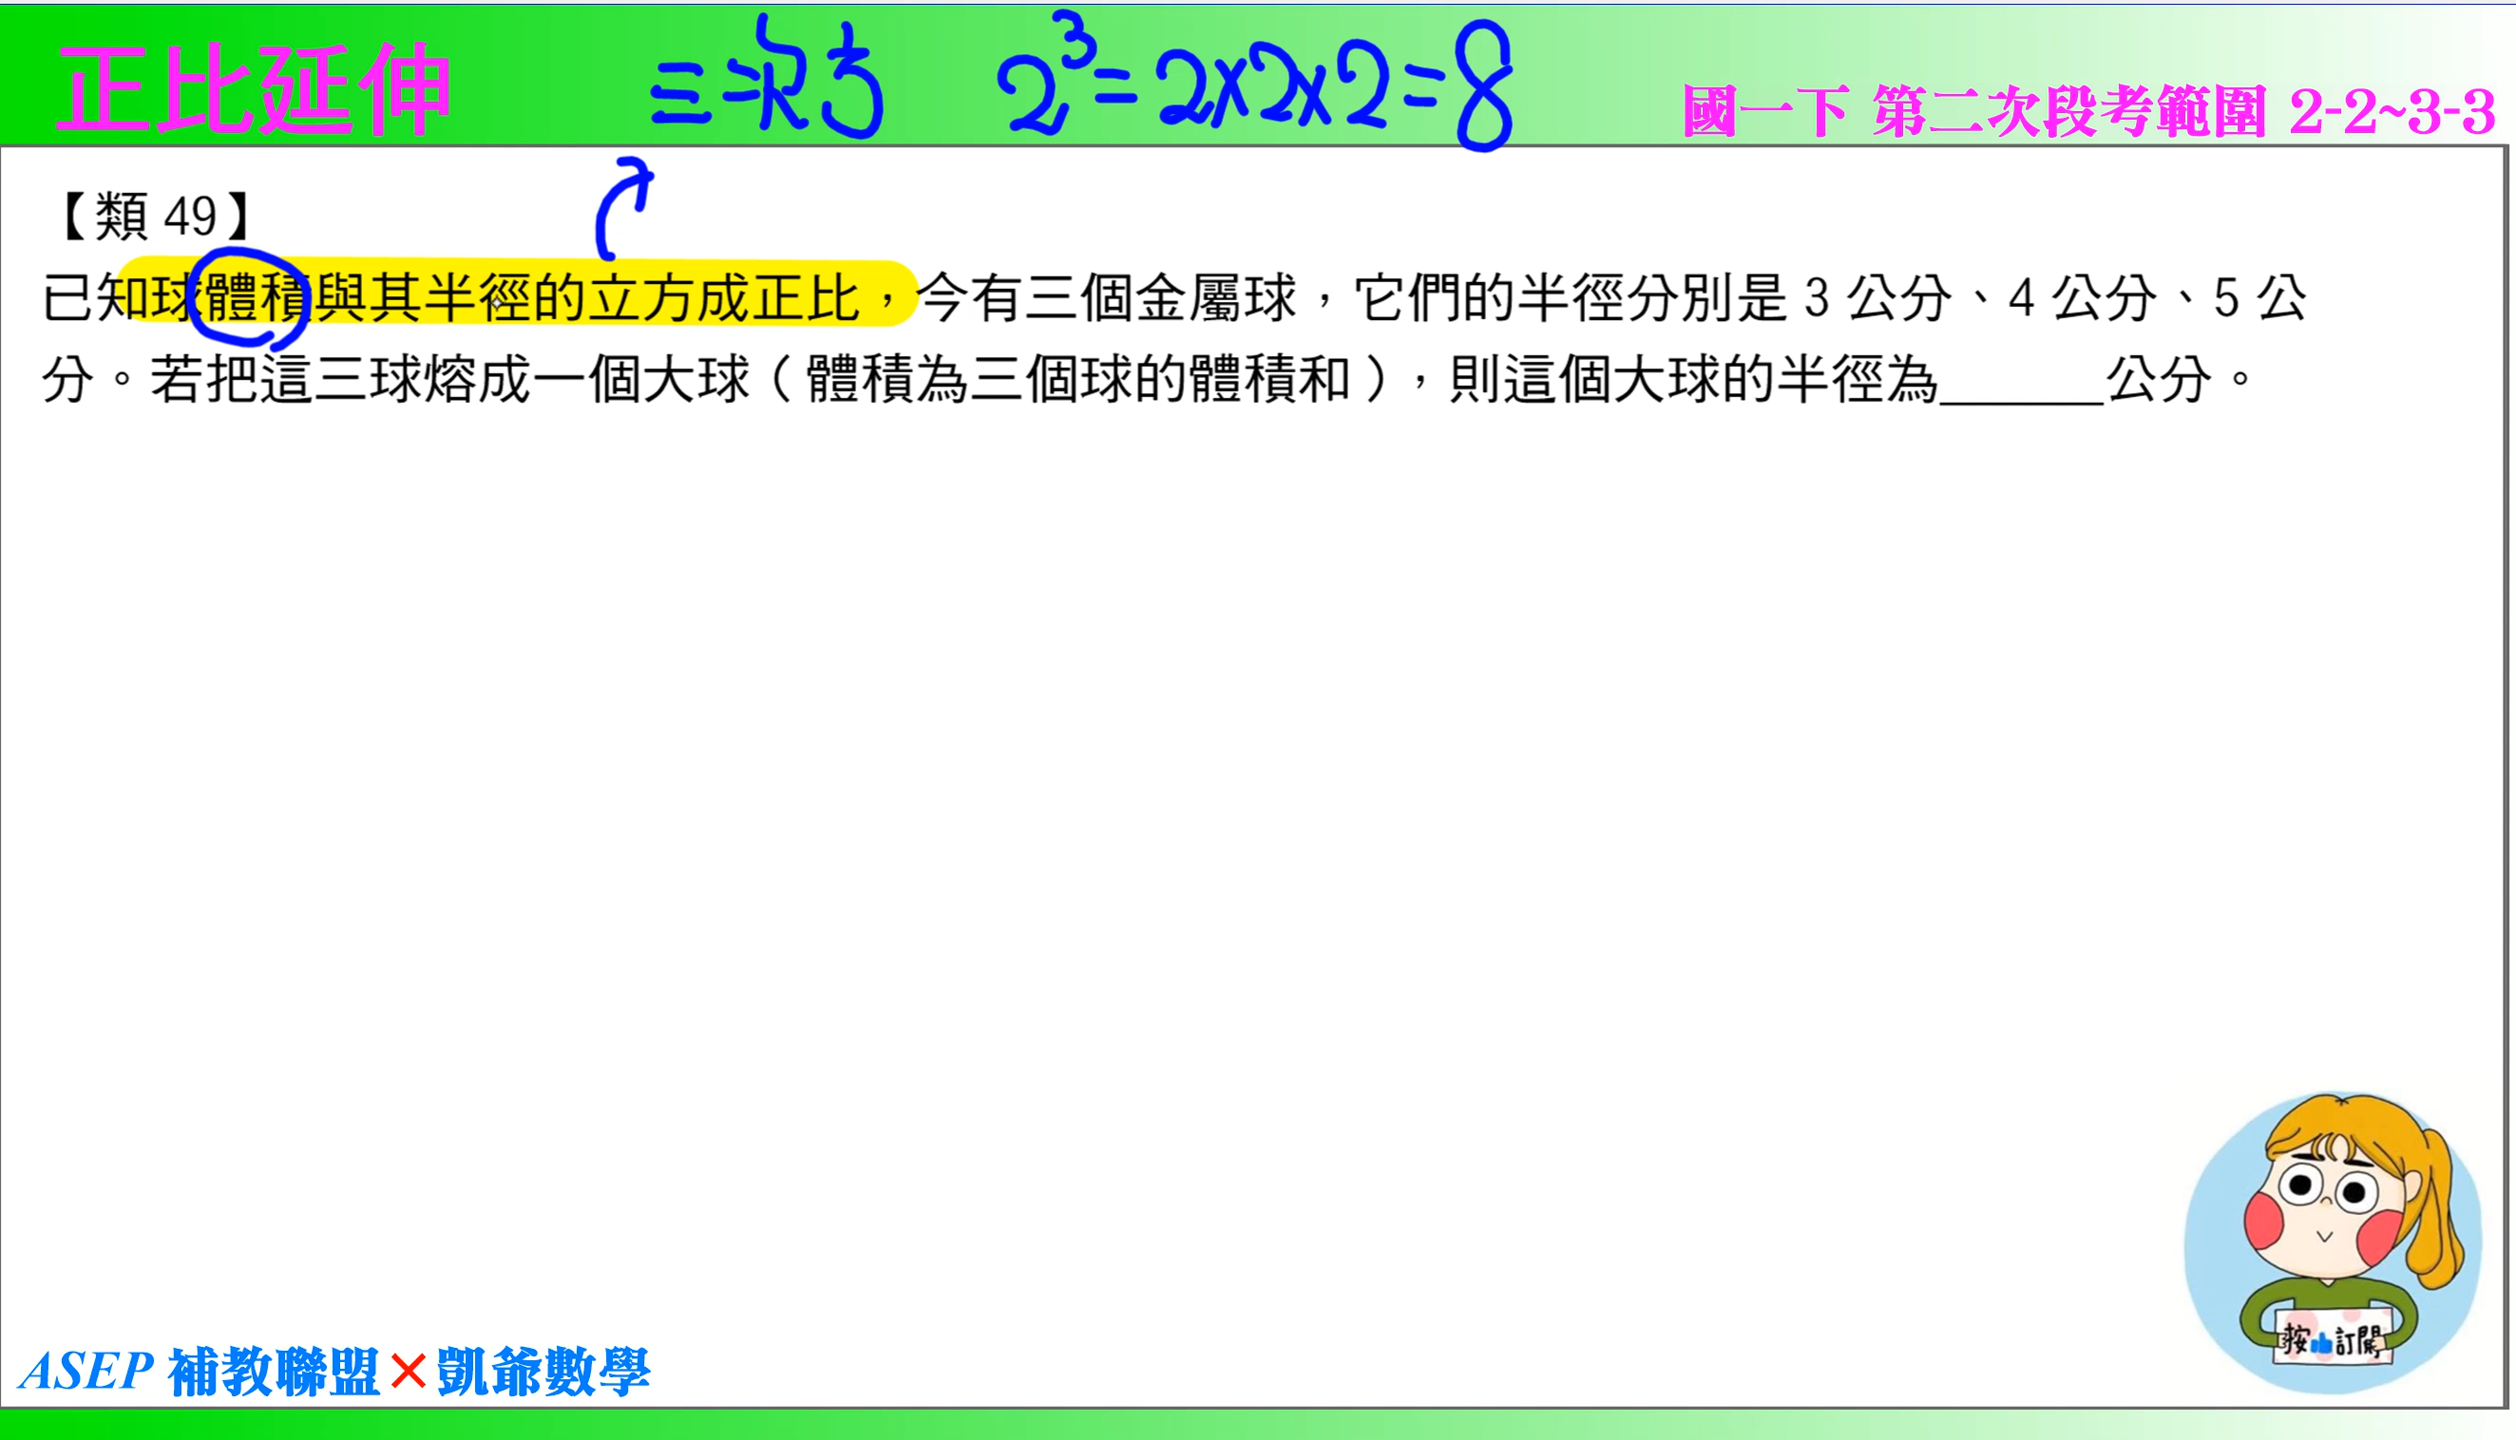 正比延伸
三次方 2³=2×2×2=8
國一下 第二次段考範圍 2-2~3-3
【類 49】
已知球體積與其半徑的立方成正比，今有三個金屬球，它們的半徑分別是 3 公分、4 公分、5 公
分。若把這三球熔成一個大球（體積為三個球的體積和），則這個大球的半徑為______公分。
按 訂閱
ASEP 補教聯盟×凱爺數學